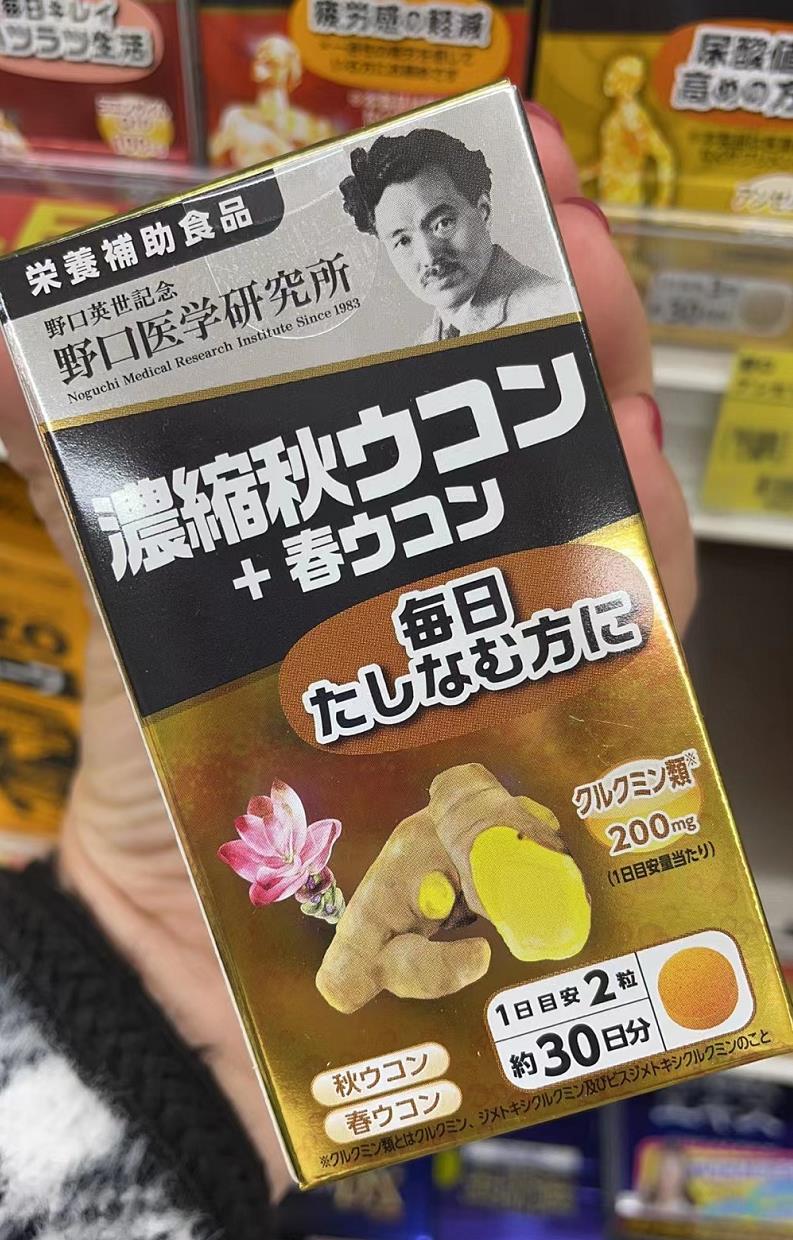 疲労感の軽減
尿酸値
高めの方
栄養補助食品
野口英世記念
野口医学研究所
Noguchi Medical Research Institute Since 1983
濃縮秋ウコン
+ 春ウコン
毎日
たしなむ方に
クルクミン類※
200mg
(1日目安量当たり)
1日目安2粒
約30日分
秋ウコン
春ウコン
※クルクミン類とはクルクミン、ジメトキシクルクミン及びビスジメトキシクルクミンのこと